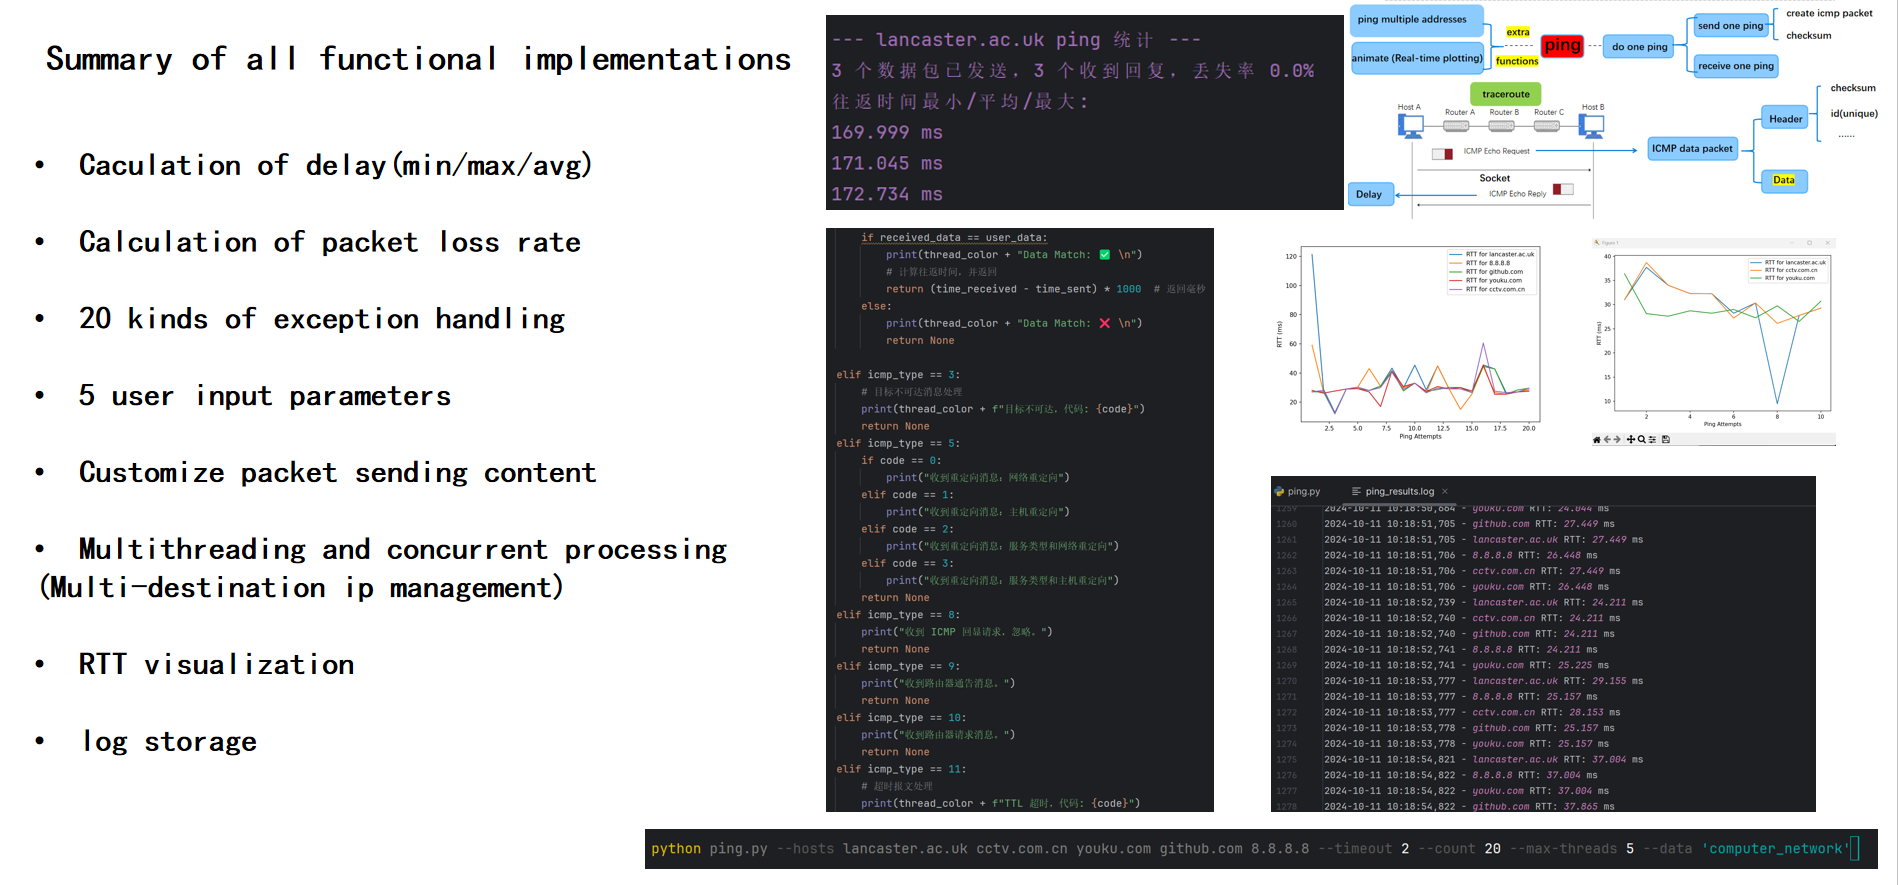 Summary of all functional implementations
• Caculation of delay(min/max/avg)
• Calculation of packet loss rate
• 20 kinds of exception handling
• 5 user input parameters
• Customize packet sending content
• Multithreading and concurrent processing
(Multi-destination ip management)
• RTT visualization
• log storage
--- lancaster.ac.uk ping 统计 ---
3 个数据包已发送，3 个收到回复，丢失率 0.0%
往返时间最小/平均/最大:
169.999 ms
171.045 ms
172.734 ms
ping multiple addresses
animate (Real-time plotting)
extra
functions
ping
do one ping
send one ping
receive one ping
create icmp packet
checksum
traceroute
Host A
Router A
Router B
Router C
Host B
ICMP Echo Request
Socket
ICMP Echo Reply
Delay
ICMP data packet
Header
Data
checksum
id(unique)
......
if received_data == user_data:
print(thread_color + "Data Match: ✅ \n")
# 计算往返时间，并返回
return (time_received - time_sent) * 1000 # 返回毫秒
else:
print(thread_color + "Data Match: ❌ \n")
return None
elif icmp_type == 3:
# 目标不可达消息处理
print(thread_color + f"目标不可达，代码: {code}")
return None
elif icmp_type == 5:
if code == 0:
print("收到重定向消息：网络重定向")
elif code == 1:
print("收到重定向消息：主机重定向")
elif code == 2:
print("收到重定向消息：服务类型和网络重定向")
elif code == 3:
print("收到重定向消息：服务类型和主机重定向")
return None
elif icmp_type == 8:
print("收到 ICMP 回显请求，忽略。")
return None
elif icmp_type == 9:
print("收到路由器通告消息。")
return None
elif icmp_type == 10:
print("收到路由器请求消息。")
return None
elif icmp_type == 11:
# 超时报文处理
print(thread_color + f"TTL 超时，代码: {code}")
RTT for lancaster.ac.uk
RTT for 8.8.8.8
RTT for github.com
RTT for youku.com
RTT for cctv.com.cn
RTT (ms)
120
100
80
60
40
20
2.5 5.0 7.5 10.0 12.5 15.0 17.5 20.0
Ping Attempts
Figure 1
RTT for lancaster.ac.uk
RTT for cctv.com.cn
RTT for youku.com
RTT (ms)
40
35
30
25
20
15
10
2 4 6 8 10
Ping Attempts
ping.py ping_results.log ×
1259 2024-10-11 10:18:50,664 - youku.com RTT: 24.044 ms
1260 2024-10-11 10:18:51,705 - github.com RTT: 27.449 ms
1261 2024-10-11 10:18:51,705 - lancaster.ac.uk RTT: 27.449 ms
1262 2024-10-11 10:18:51,706 - 8.8.8.8 RTT: 26.448 ms
1263 2024-10-11 10:18:51,706 - cctv.com.cn RTT: 27.449 ms
1264 2024-10-11 10:18:51,706 - youku.com RTT: 26.448 ms
1265 2024-10-11 10:18:52,739 - lancaster.ac.uk RTT: 24.211 ms
1266 2024-10-11 10:18:52,740 - cctv.com.cn RTT: 24.211 ms
1267 2024-10-11 10:18:52,740 - github.com RTT: 24.211 ms
1268 2024-10-11 10:18:52,741 - 8.8.8.8 RTT: 24.211 ms
1269 2024-10-11 10:18:52,741 - youku.com RTT: 25.225 ms
1270 2024-10-11 10:18:53,777 - lancaster.ac.uk RTT: 29.155 ms
1271 2024-10-11 10:18:53,777 - 8.8.8.8 RTT: 25.157 ms
1272 2024-10-11 10:18:53,777 - cctv.com.cn RTT: 28.153 ms
1273 2024-10-11 10:18:53,778 - github.com RTT: 25.157 ms
1274 2024-10-11 10:18:53,778 - youku.com RTT: 25.157 ms
1275 2024-10-11 10:18:54,821 - lancaster.ac.uk RTT: 37.004 ms
1276 2024-10-11 10:18:54,822 - 8.8.8.8 RTT: 37.004 ms
1277 2024-10-11 10:18:54,822 - youku.com RTT: 37.004 ms
1278 2024-10-11 10:18:54,822 - github.com RTT: 37.865 ms
python ping.py --hosts lancaster.ac.uk cctv.com.cn youku.com github.com 8.8.8.8 --timeout 2 --count 20 --max-threads 5 --data 'computer_network'